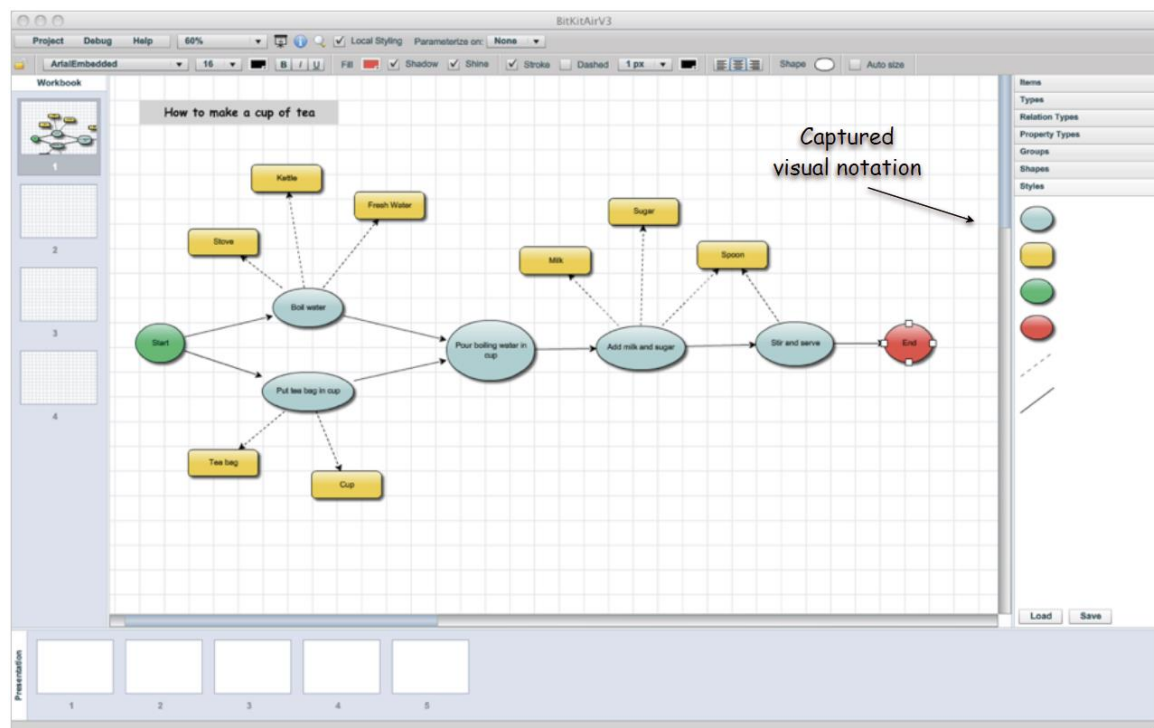 BitKitAirV3
Project Debug Help 60% Local Styling Parameterize on: None
ArialEmbedded 16 B I U Fill Shadow Shine Stroke Dashed 1 px Shape Auto size
Workbook
1
2
3
4
How to make a cup of tea
Kettle
Fresh Water
Stove
Boil water
Start
Put tea bag in cup
Tea bag
Cup
Pour boiling water in
cup
Milk
Sugar
Spoon
Add milk and sugar
Stir and serve
End
Captured
visual notation
Items
Types
Relation Types
Property Types
Groups
Shapes
Styles
Load Save
Presentation
1 2 3 4 5